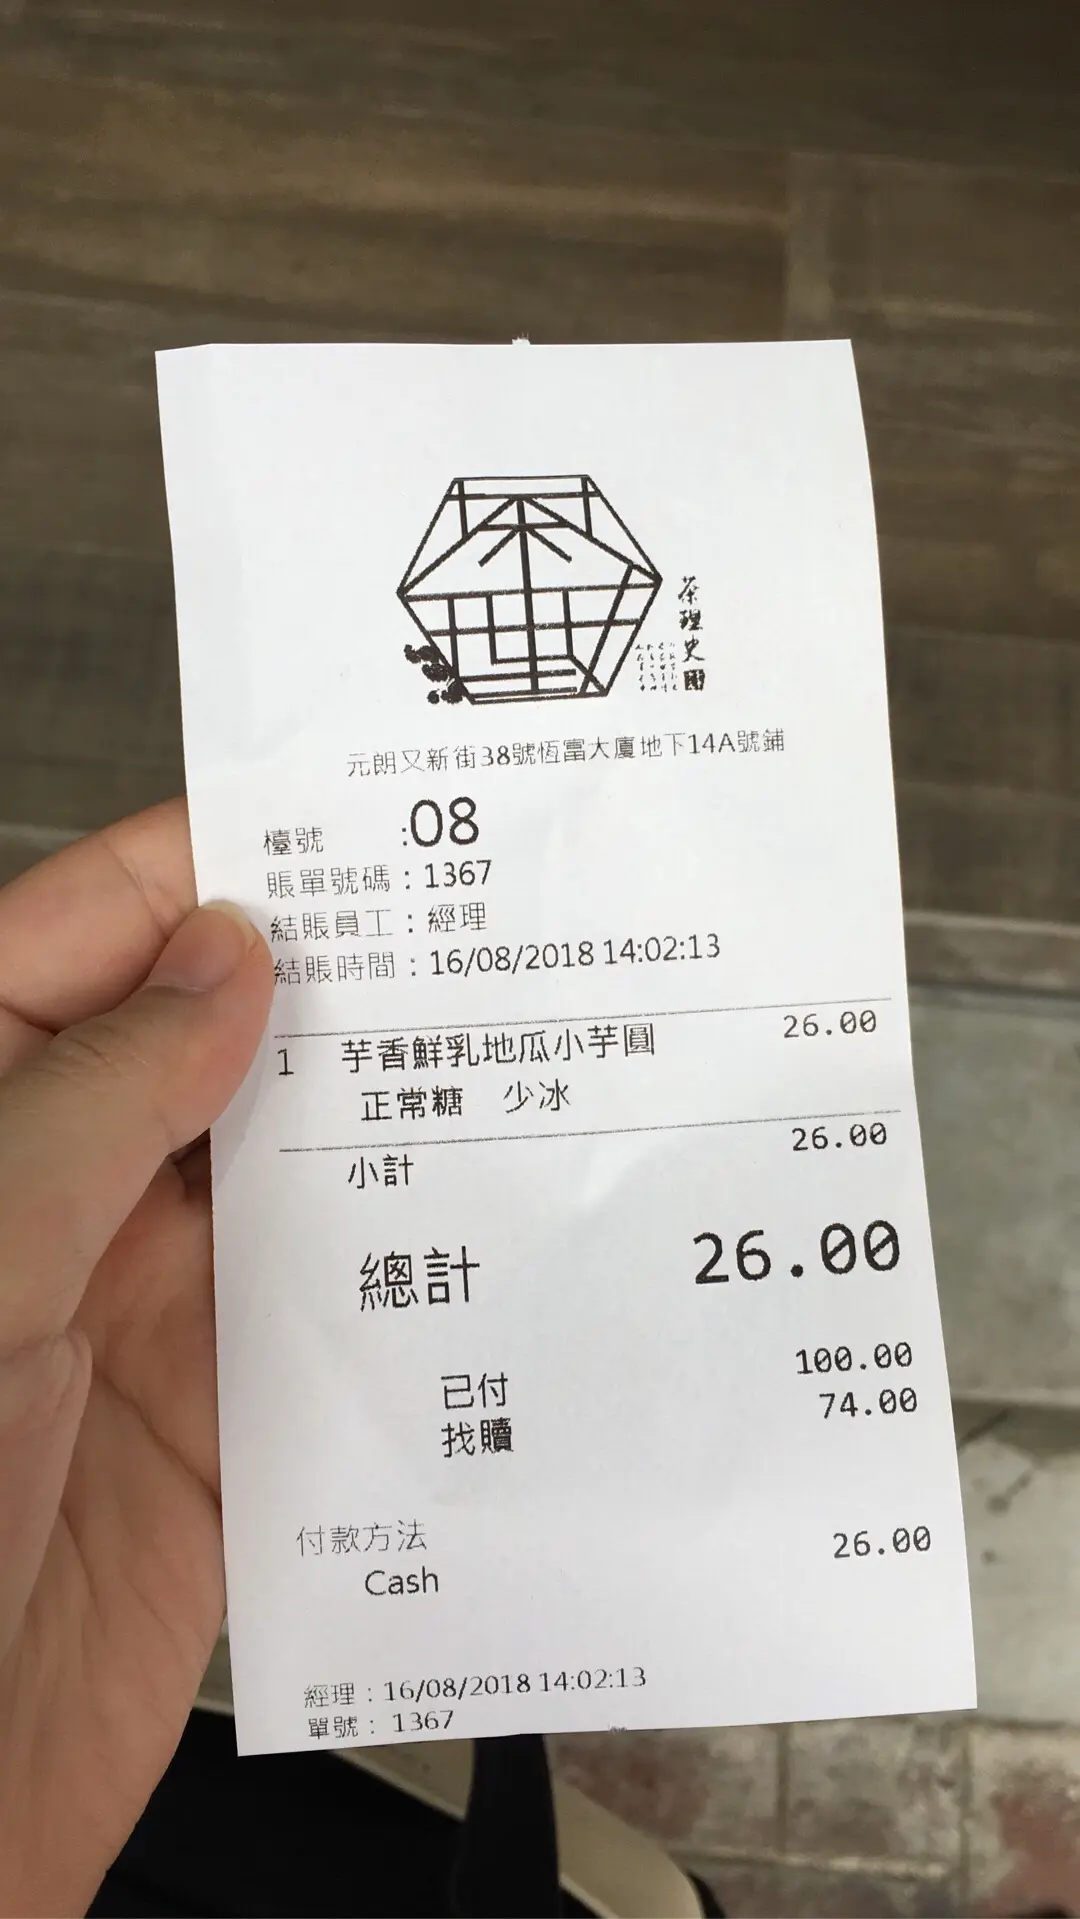 茶理史團
元朗又新街38號恆富大廈地下14A號鋪
檯號 :08
賬單號碼：1367
結賬員工：經理
結賬時間：16/08/2018 14:02:13
1 芋香鮮乳地瓜小芋圓 26.00
正常糖 少冰
小計 26.00
總計 26.00
已付 100.00
找贖 74.00
付款方法 26.00
Cash
經理：16/08/2018 14:02:13
單號： 1367